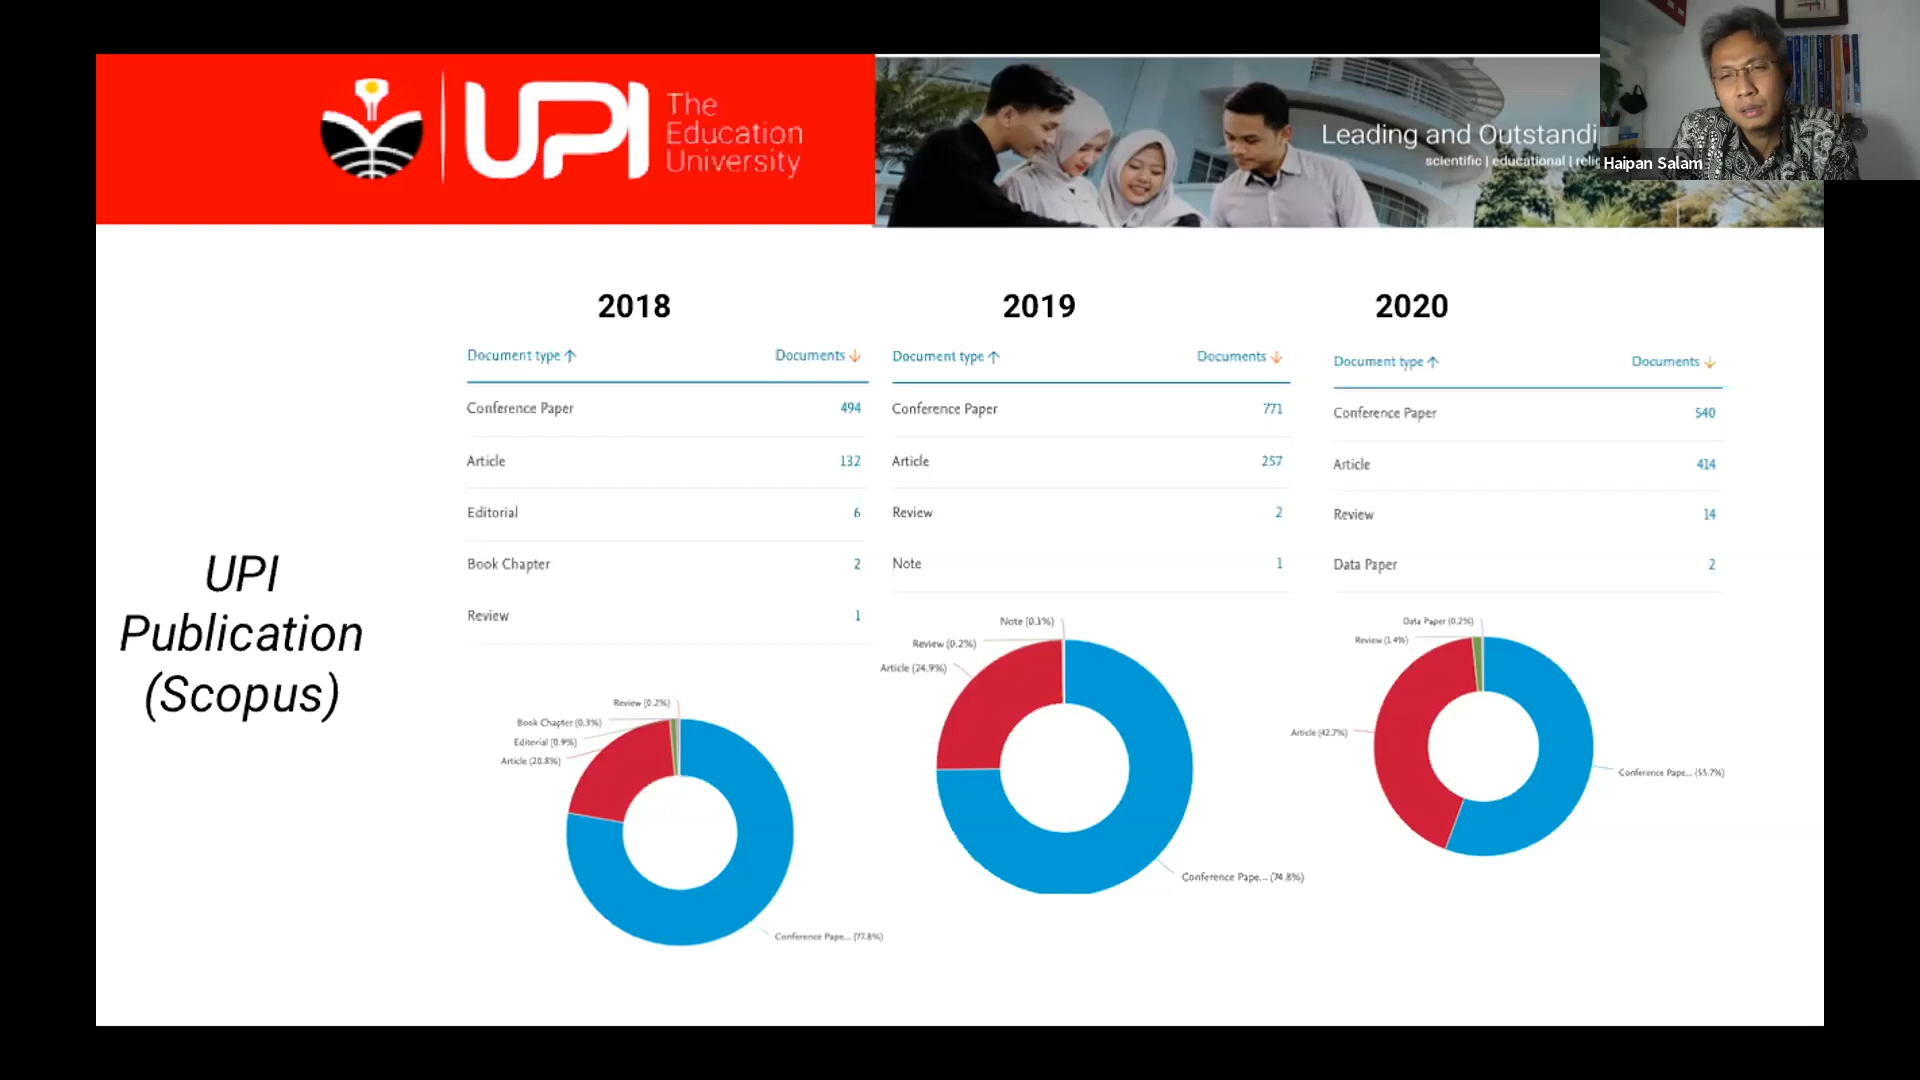 UPI
The
Education
University
Leading and Outstandi
scientific | educational | reli
Haipan Salam
UPI
Publication
(Scopus)
2018
Document type ↑ Documents ↓
Conference Paper 494
Article 132
Editorial 6
Book Chapter 2
Review 1
Review (0.2%)
Book Chapter (0.3%)
Editorial (0.9%)
Article (20.8%)
Conference Pape... (77.8%)
2019
Document type ↑ Documents ↓
Conference Paper 771
Article 257
Review 2
Note 1
Note (0.1%)
Review (0.2%)
Article (24.9%)
Conference Pape... (74.8%)
2020
Document type ↑ Documents ↓
Conference Paper 540
Article 414
Review 14
Data Paper 2
Data Paper (0.2%)
Review (1.4%)
Article (42.7%)
Conference Pape... (55.7%)